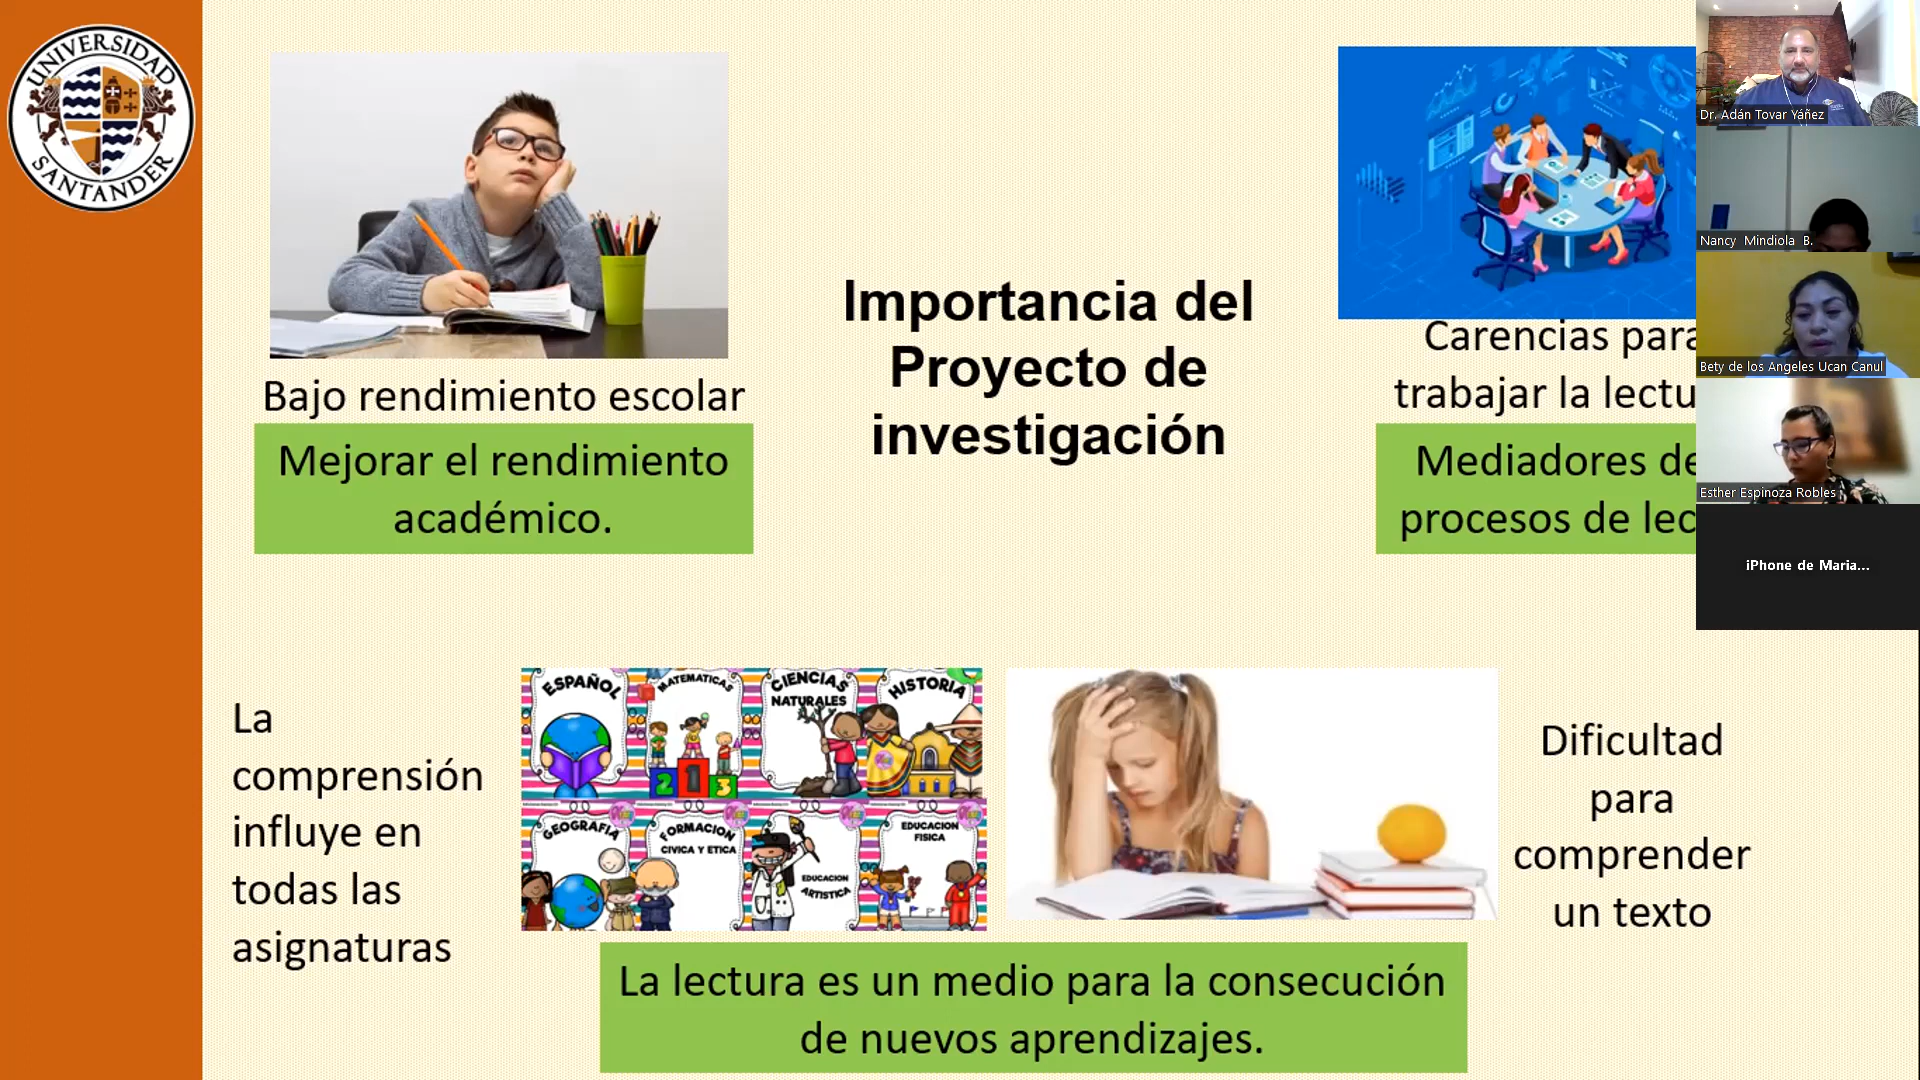 UNIVERSIDAD
SANTANDER
Bajo rendimiento escolar
Mejorar el rendimiento
académico.
Importancia del
Proyecto de
investigación
Carencias para
trabajar la lectu
Mediadores de
procesos de lec
Dr. Adán Tovar Yáñez
Nancy Mindiola B.
Bety de los Angeles Ucan Canul
Esther Espinoza Robles
iPhone de Maria...
La
comprensión
influye en
todas las
asignaturas
ESPAÑOL
MATEMATICAS
CIENCIAS
NATURALES
HISTORIA
2 1 3
GEOGRAFIA
FORMACION
CIVICA Y ETICA
EDUCACION
ARTISTICA
EDUCACION
FISICA
Dificultad
para
comprender
un texto
La lectura es un medio para la consecución
de nuevos aprendizajes.